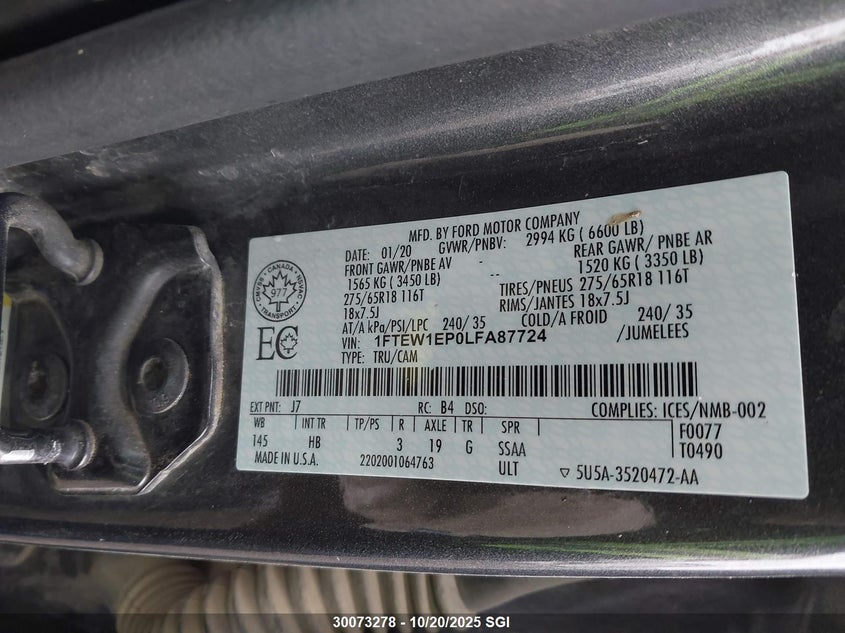 MFD. BY FORD MOTOR COMPANY
DATE: 01/20 GVWR/PNBV: 2994 KG ( 6600 LB)
FRONT GAWR/PNBE AV -- REAR GAWR/ PNBE AR
1565 KG ( 3450 LB) 1520 KG ( 3350 LB)
275/65R18 116T TIRES/PNEUS 275/65R18 116T
18x7.5J RIMS/JANTES 18x7.5J
AT/A kPa/PSI/LPC 240/ 35 COLD/A FROID 240/ 35
VIN: 1FTEW1EP0LFA87724 /JUMELEES
TYPE: TRU/CAM
CANADA
977
TRANSPORT
EC
EXT PNT: J7 RC: B4 DSO: COMPLIES: ICES/NMB-002
WB INT TR TP/PS R AXLE TR SPR F0077
145 HB 3 19 G SSAA T0490
MADE IN U.S.A. 2202001064763 ULT ▽ 5U5A-3520472-AA
30073278 - 10/20/2025 SGI